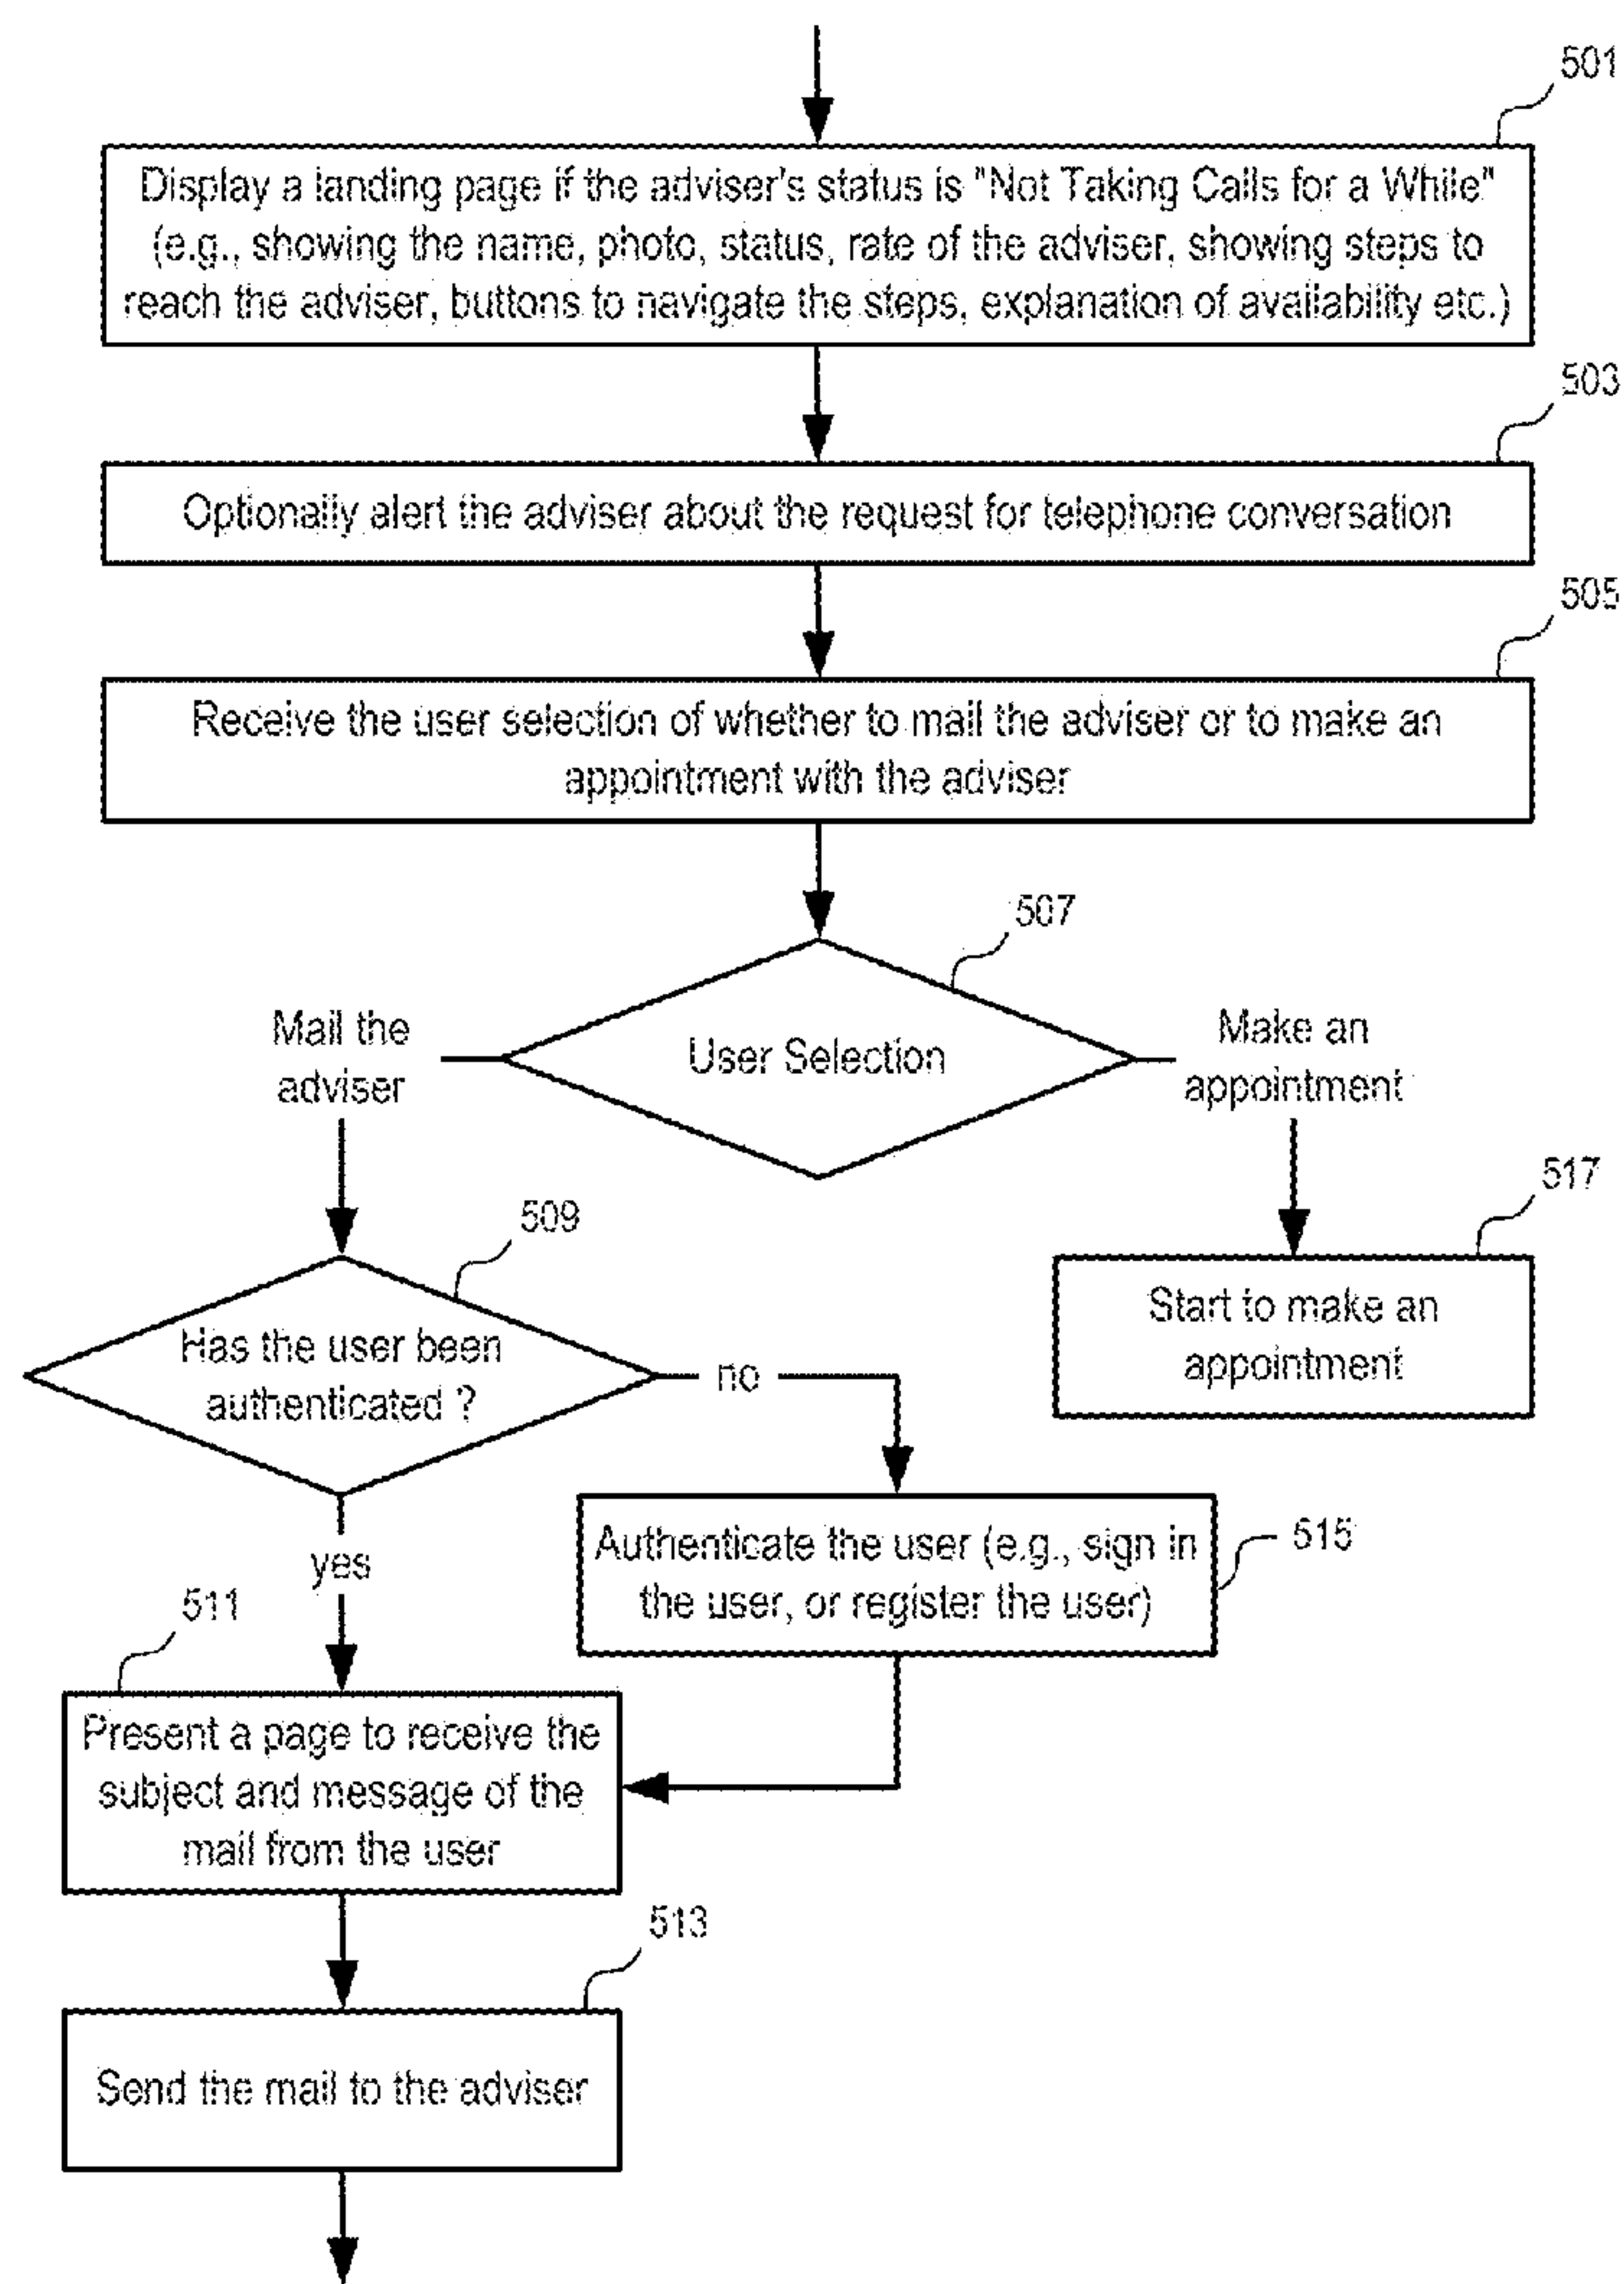 501
Display a landing page if the adviser's status is "Not Taking Calls for a While"
(e.g., showing the name, photo, status, rate of the adviser, showing steps to
reach the adviser, buttons to navigate the steps, explanation of availability etc.)
503
Optionally alert the adviser about the request for telephone conversation
505
Receive the user selection of whether to mail the adviser or to make an
appointment with the adviser
507
Mail the
adviser
User Selection
Make an
appointment
517
509
Start to make an
appointment
Has the user been
authenticated ?
no
yes
Authenticate the user (e.g., sign in
the user, or register the user)
515
511
Present a page to receive the
subject and message of the
mail from the user
513
Send the mail to the adviser